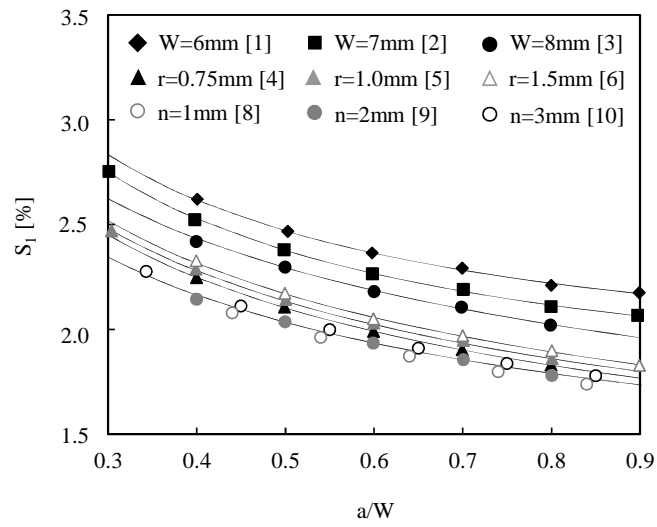 3.5
W=6mm [1] W=7mm [2] W=8mm [3]
r=0.75mm [4] r=1.0mm [5] r=1.5mm [6]
n=1mm [8] n=2mm [9] n=3mm [10]
3.0
S1 [%]
2.5
2.0
1.5
0.3 0.4 0.5 0.6 0.7 0.8 0.9
a/W